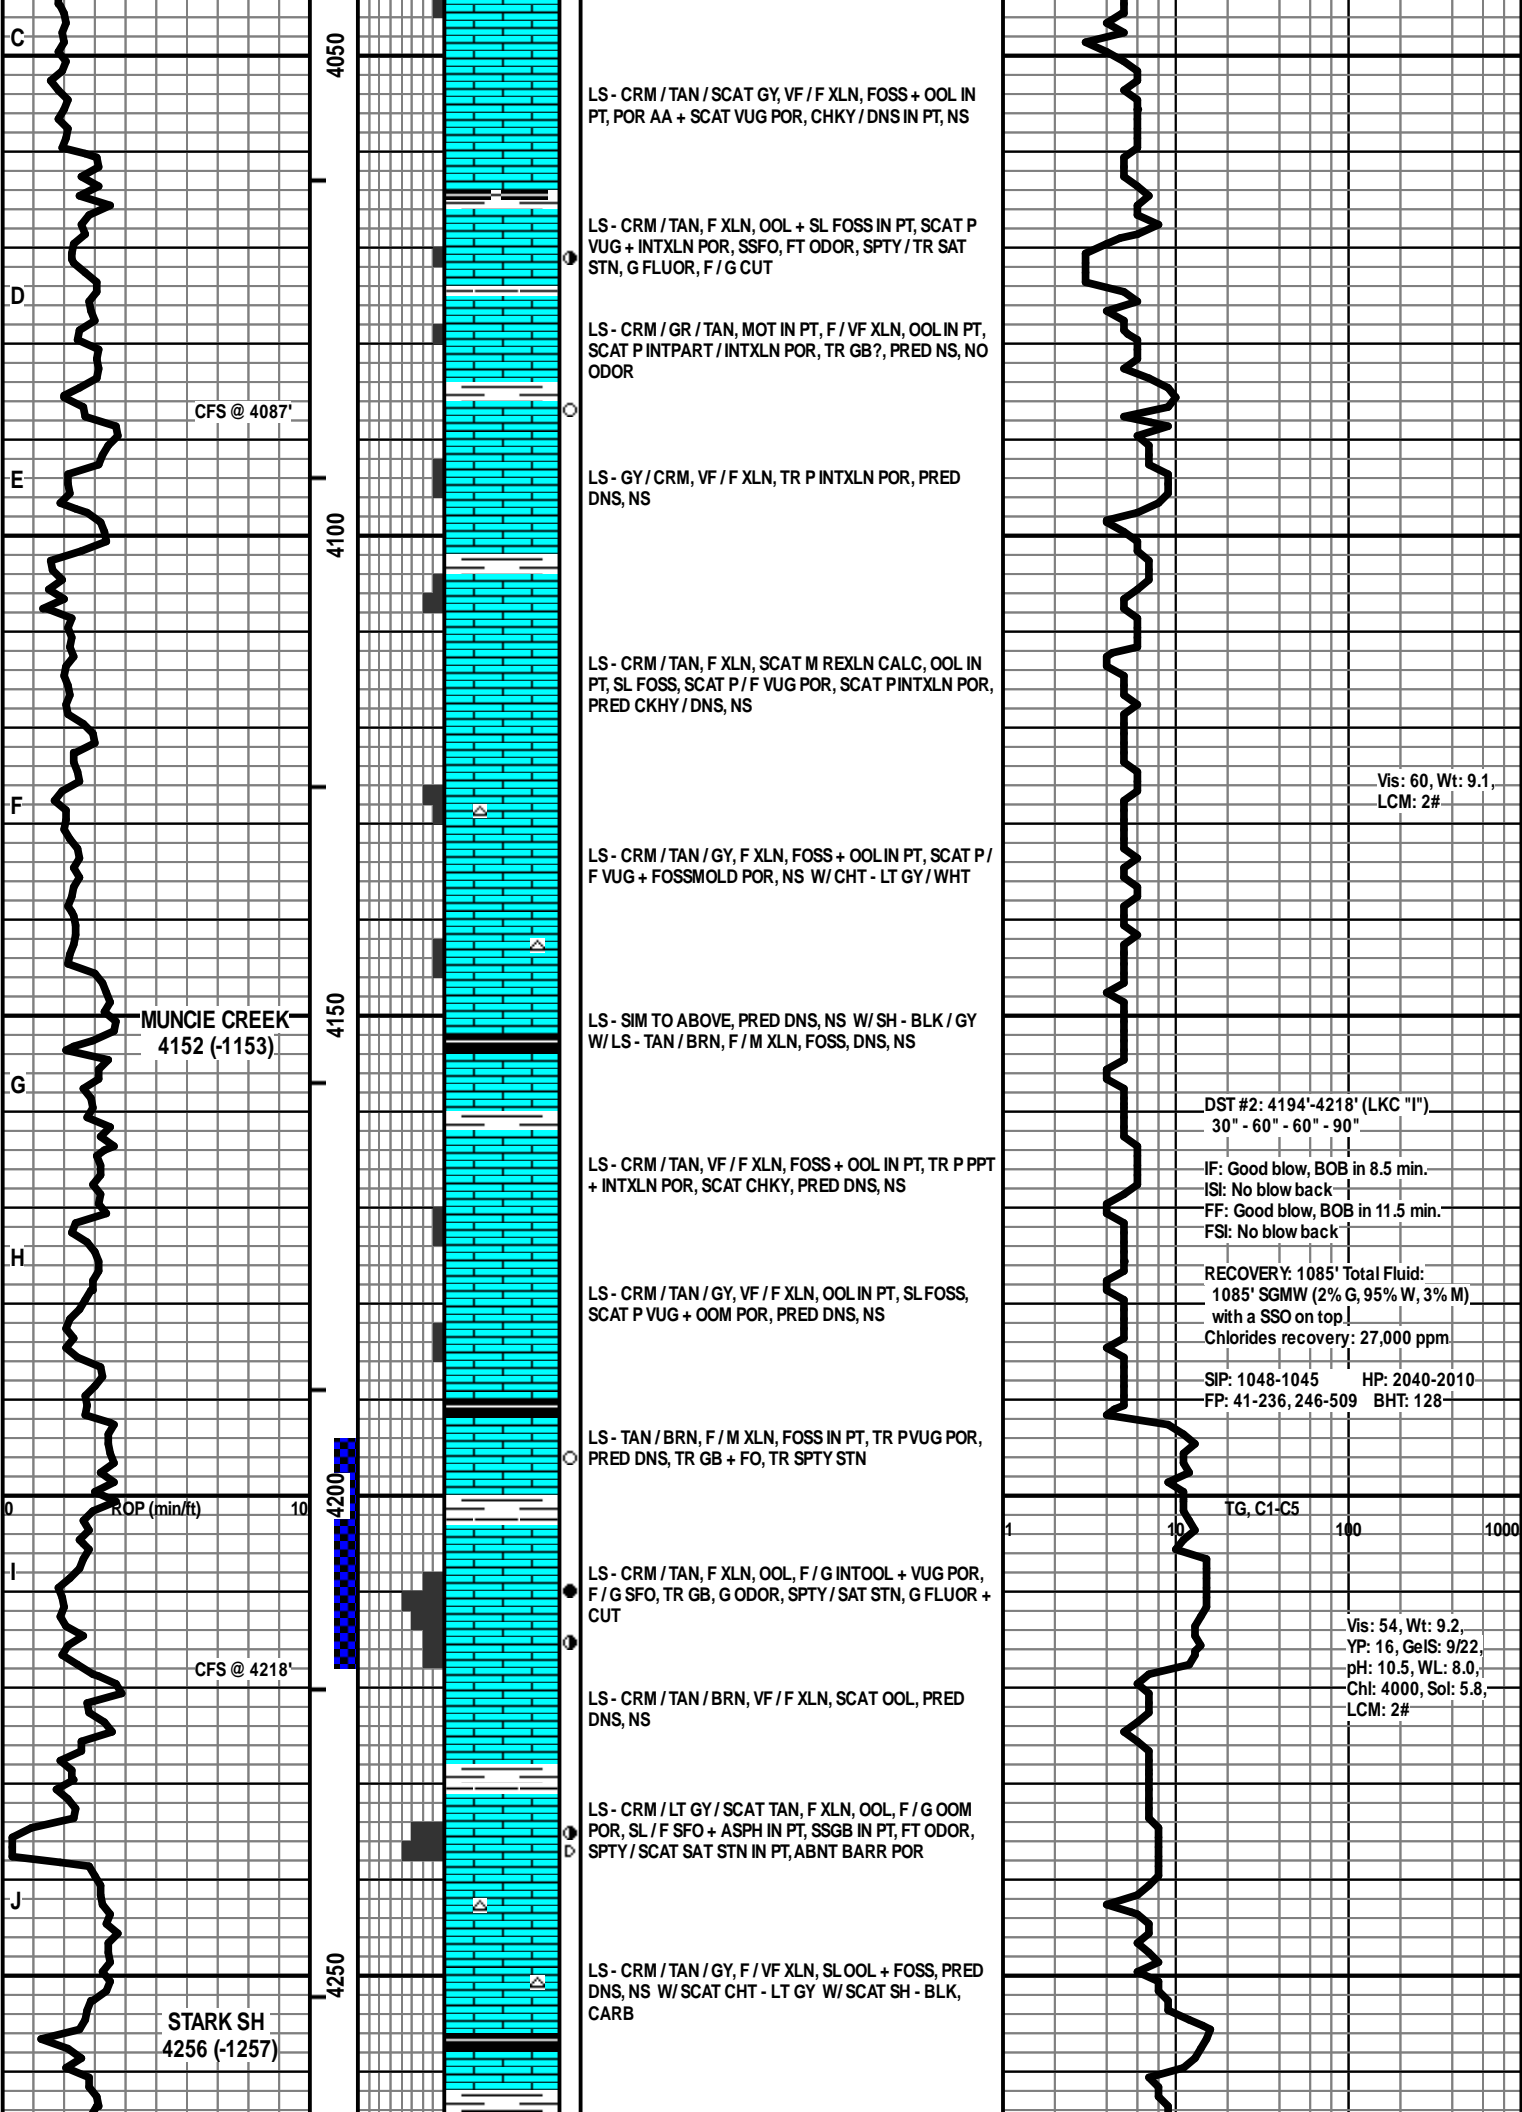 C
4050
LS - CRM / TAN / SCAT GY, VF / F XLN, FOSS + OOL IN
PT, POR AA + SCAT VUG POR, CHKY / DNS IN PT, NS
LS - CRM / TAN, F XLN, OOL + SL FOSS IN PT, SCAT P
VUG + INTXLN POR, SSFO, FT ODOR, SPTY / TR SAT
STN, G FLUOR, F / G CUT
D
LS - CRM / GR / TAN, MOT IN PT, F / VF XLN, OOL IN PT,
SCAT P INTPART / INTXLN POR, TR GB?, PRED NS, NO
ODOR
CFS @ 4087'
E
LS - GY / CRM, VF / F XLN, TR P INTXLN POR, PRED
DNS, NS
4100
LS - CRM / TAN, F XLN, SCAT M REXLN CALC, OOL IN
PT, SL FOSS, SCAT P / F VUG POR, SCAT P INTXLN POR,
PRED CKHY / DNS, NS
Vis: 60, Wt: 9.1,
LCM: 2#
F
LS - CRM / TAN / GY, F XLN, FOSS + OOL IN PT, SCAT P /
F VUG + FOSSMOLD POR, NS W/ CHT - LT GY / WHT
4150
MUNCIE CREEK
4152 (-1153)
LS - SIM TO ABOVE, PRED DNS, NS W/ SH - BLK / GY
W/ LS - TAN / BRN, F / M XLN, FOSS, DNS, NS
G
DST #2: 4194'-4218' (LKC "I")
30" - 60" - 60" - 90"
IF: Good blow, BOB in 8.5 min.
ISI: No blow back
FF: Good blow, BOB in 11.5 min.
FSI: No blow back
LS - CRM / TAN, VF / F XLN, FOSS + OOL IN PT, TR P PPT
+ INTXLN POR, SCAT CHKY, PRED DNS, NS
H
RECOVERY: 1085' Total Fluid:
1085' SGMW (2% G, 95% W, 3% M)
with a SSO on top
Chlorides recovery: 27,000 ppm
LS - CRM / TAN / GY, VF / F XLN, OOL IN PT, SL FOSS,
SCAT P VUG + OOM POR, PRED DNS, NS
SIP: 1048-1045 HP: 2040-2010
FP: 41-236, 246-509 BHT: 128
LS - TAN / BRN, F / M XLN, FOSS IN PT, TR P VUG POR,
PRED DNS, TR GB + FO, TR SPTY STN
4200
0 ROP (min/ft) 10
TG, C1-C5
1 10 100 1000
I
LS - CRM / TAN, F XLN, OOL, F / G INTOOL + VUG POR,
F / G SFO, TR GB, G ODOR, SPTY / SAT STN, G FLUOR +
CUT
Vis: 54, Wt: 9.2,
YP: 16, GelS: 9/22,
pH: 10.5, WL: 8.0,
Chl: 4000, Sol: 5.8,
LCM: 2#
CFS @ 4218'
LS - CRM / TAN / BRN, VF / F XLN, SCAT OOL, PRED
DNS, NS
LS - CRM / LT GY / SCAT TAN, F XLN, OOL, F / G OOM
POR, SL / F SFO + ASPH IN PT, SSGB IN PT, FT ODOR,
SPTY / SCAT SAT STN IN PT, ABNT BARR POR
J
4250
LS - CRM / TAN / GY, F / VF XLN, SL OOL + FOSS, PRED
DNS, NS W/ SCAT CHT - LT GY W/ SCAT SH - BLK,
CARB
STARK SH
4256 (-1257)